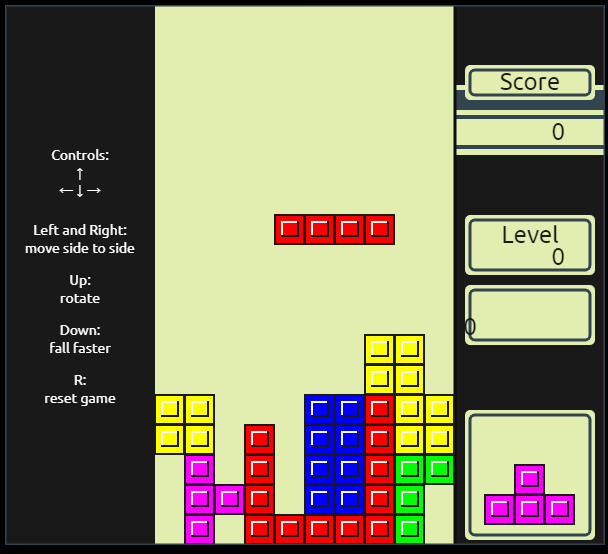 Controls:
↑
←↓→
Left and Right:
move side to side
Up:
rotate
Down:
fall faster
R:
reset game
Score
0
Level
0
0